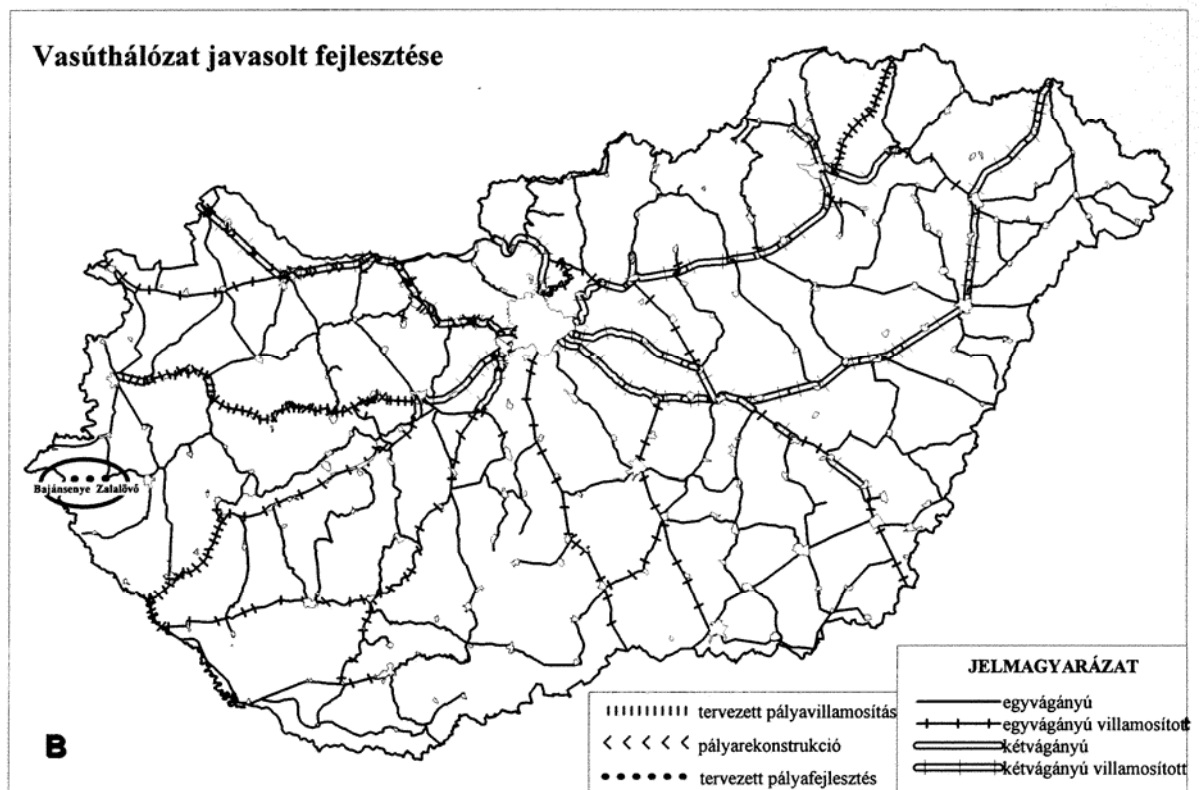 Vasúthálózat javasolt fejlesztése
Bajánsenye Zalalövő
B
tervezett pályavillamosítás
pályarekonstrukció
tervezett pályafejlesztés
JELMAGYARÁZAT
egyvágányú
egyvágányú villamosított
kétvágányú
kétvágányú villamosított